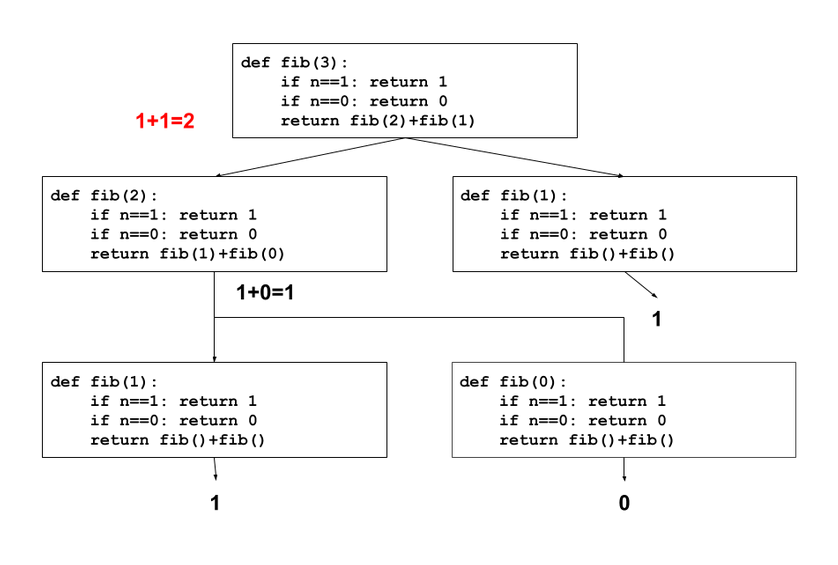 def fib(3):
    if n==1: return 1
    if n==0: return 0
    return fib(2)+fib(1)
1+1=2
def fib(2):
    if n==1: return 1
    if n==0: return 0
    return fib(1)+fib(0)
def fib(1):
    if n==1: return 1
    if n==0: return 0
    return fib()+fib()
1+0=1
1
def fib(1):
    if n==1: return 1
    if n==0: return 0
    return fib()+fib()
def fib(0):
    if n==1: return 1
    if n==0: return 0
    return fib()+fib()
1
0